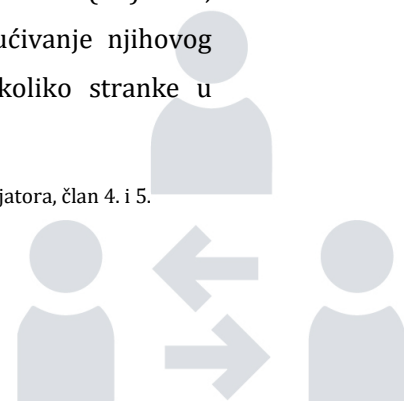 ućivanje njihovog
koliko stranke u
jatora, član 4. i 5.